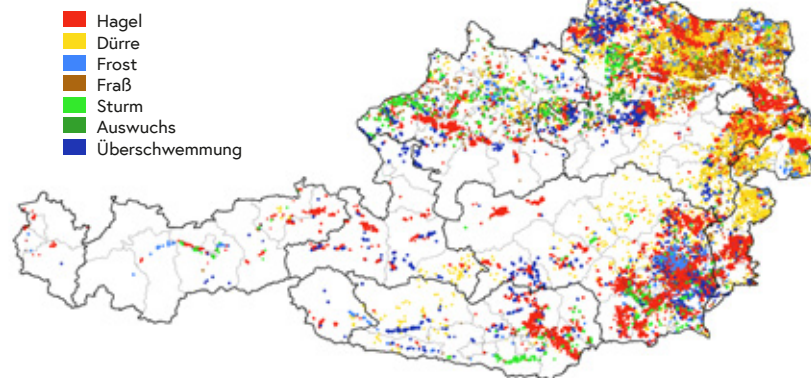 Hagel
Dürre
Frost
Fraß
Sturm
Auswuchs
Überschwemmung